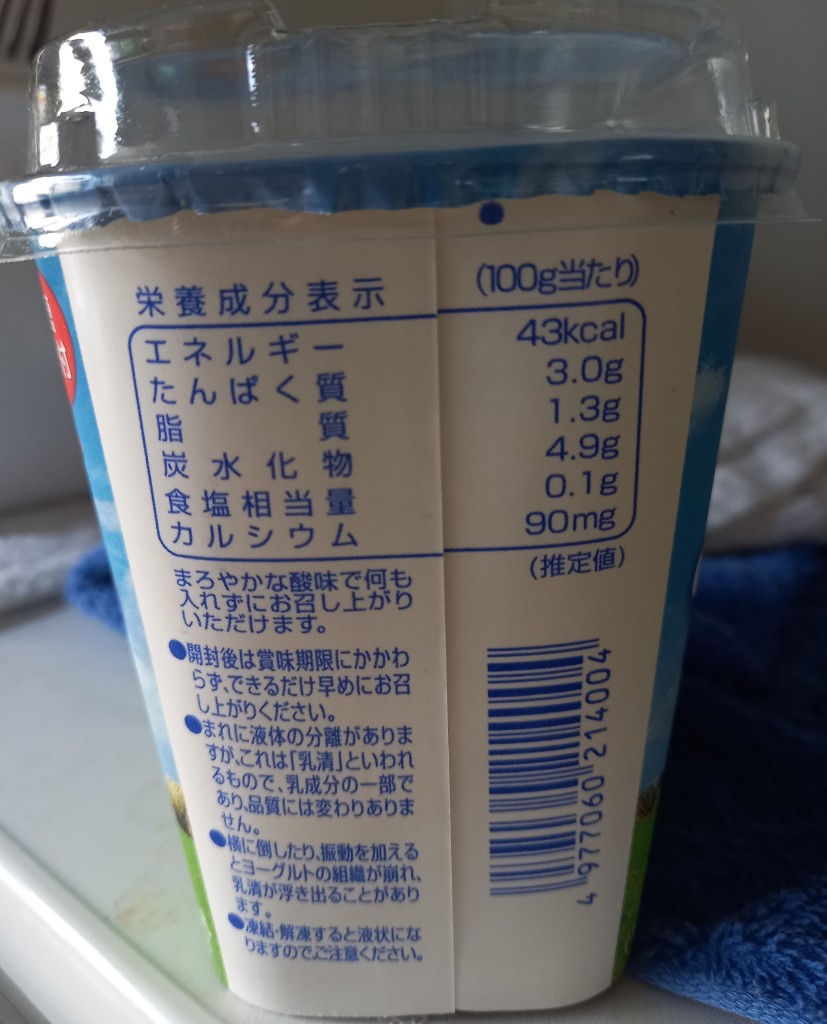 栄養成分表示 (100g当たり)
エネルギー 43kcal
たんぱく質 3.0g
脂質 1.3g
炭水化物 4.9g
食塩相当量 0.1g
カルシウム 90mg
(推定値)
まろやかな酸味で何も
入れずにお召し上がり
いただけます。
●開封後は賞味期限にかかわ
らず、できるだけ早めにお召
し上がりください。
●まれに液体の分離がありま
すが、これは「乳清」といわれ
るもので、乳成分の一部で
あり、品質には変わりありま
せん。
●横に倒したり、振動を加える
とヨーグルトの組織が崩れ、
乳清が浮き出ることがあり
ます。
●凍結・解凍すると液状にな
りますのでご注意ください。
4 977060 214004